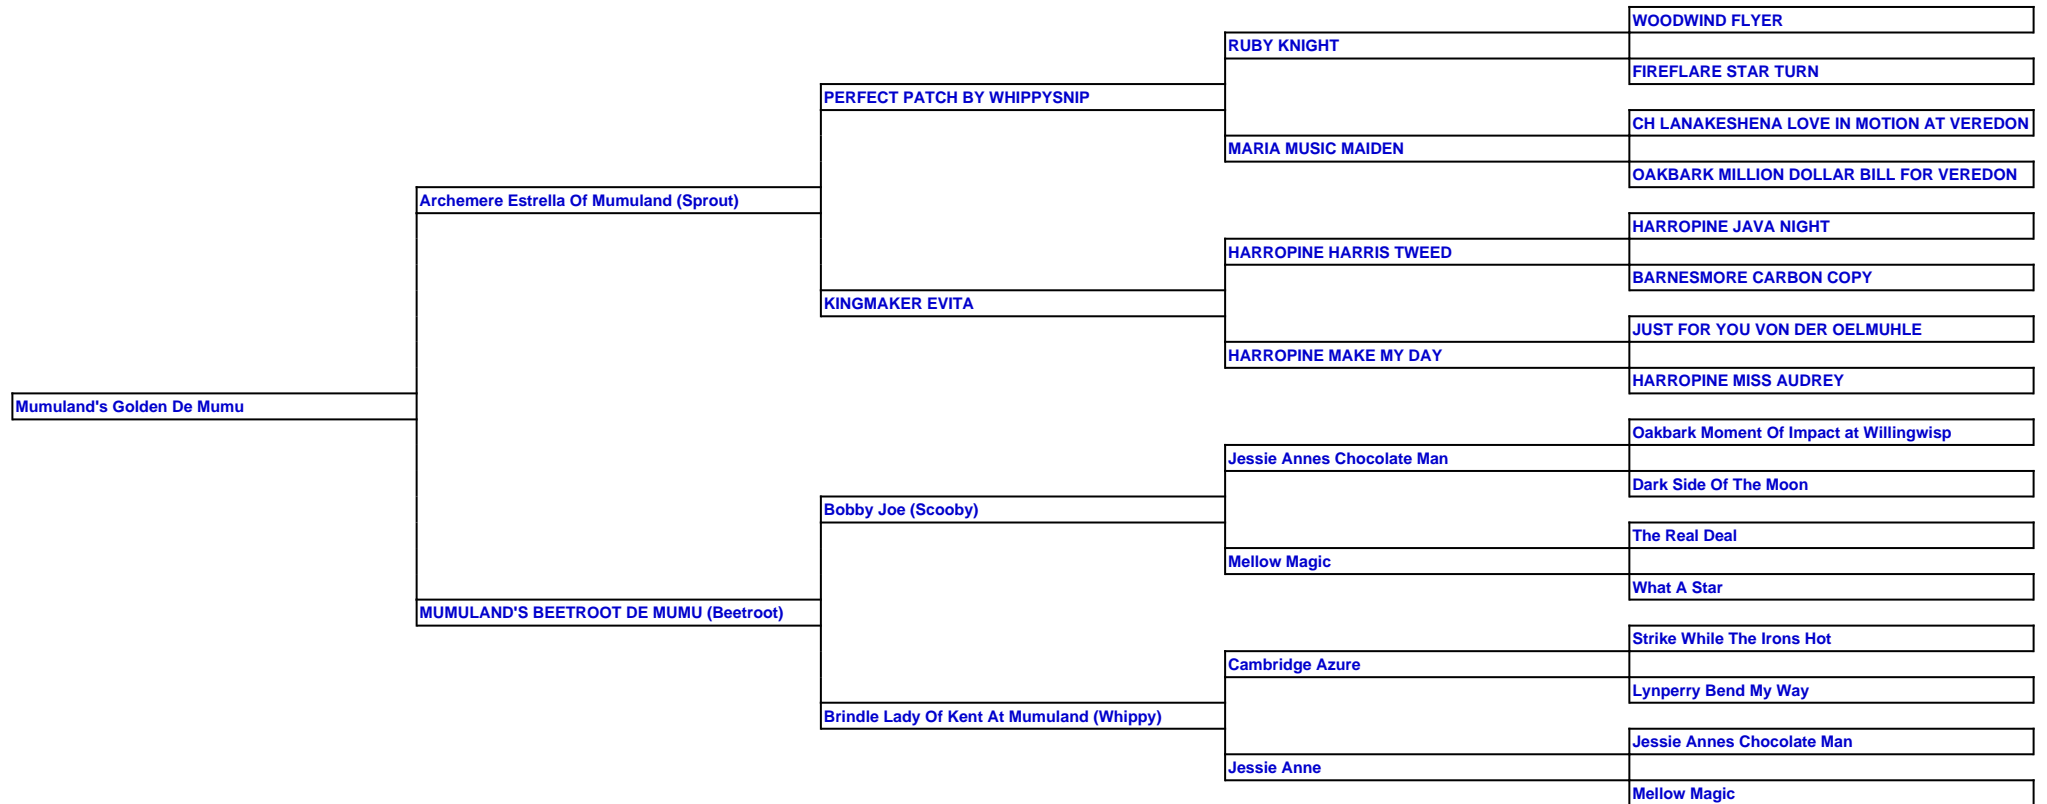 WOODWIND FLYER
RUBY KNIGHT
FIREFLARE STAR TURN
PERFECT PATCH BY WHIPPYSNIP
CH LANAKESHENA LOVE IN MOTION AT VEREDON
MARIA MUSIC MAIDEN
OAKBARK MILLION DOLLAR BILL FOR VEREDON
Archemere Estrella Of Mumuland (Sprout)
HARROPINE JAVA NIGHT
HARROPINE HARRIS TWEED
BARNESMORE CARBON COPY
KINGMAKER EVITA
JUST FOR YOU VON DER OELMUHLE
HARROPINE MAKE MY DAY
HARROPINE MISS AUDREY
Mumuland's Golden De Mumu
Oakbark Moment Of Impact at Willingwisp
Jessie Annes Chocolate Man
Dark Side Of The Moon
Bobby Joe (Scooby)
The Real Deal
Mellow Magic
What A Star
MUMULAND'S BEETROOT DE MUMU (Beetroot)
Strike While The Irons Hot
Cambridge Azure
Lynperry Bend My Way
Brindle Lady Of Kent At Mumuland (Whippy)
Jessie Annes Chocolate Man
Jessie Anne
Mellow Magic